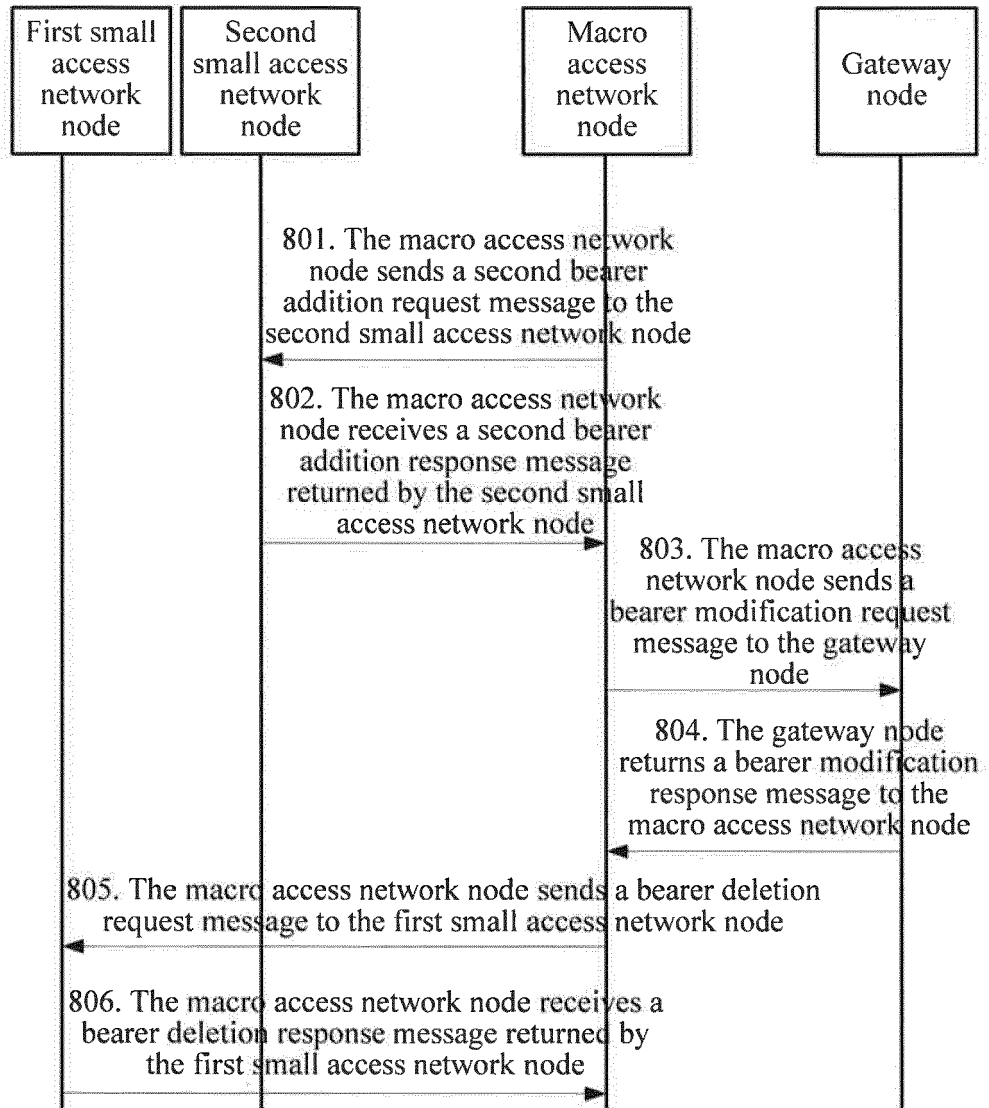 First small
access
network
node
Second
small access
network
node
Macro
access
network
node
Gateway
node
801. The macro access network
node sends a second bearer
addition request message to the
second small access network node
802. The macro access network
node receives a second bearer
addition response message
returned by the second small
access network node
803. The macro access
network node sends a
bearer modification request
message to the gateway
node
804. The gateway node
returns a bearer modification
response message to the
macro access network node
805. The macro access network node sends a bearer deletion
request message to the first small access network node
806. The macro access network node receives a
bearer deletion response message returned by
the first small access network node